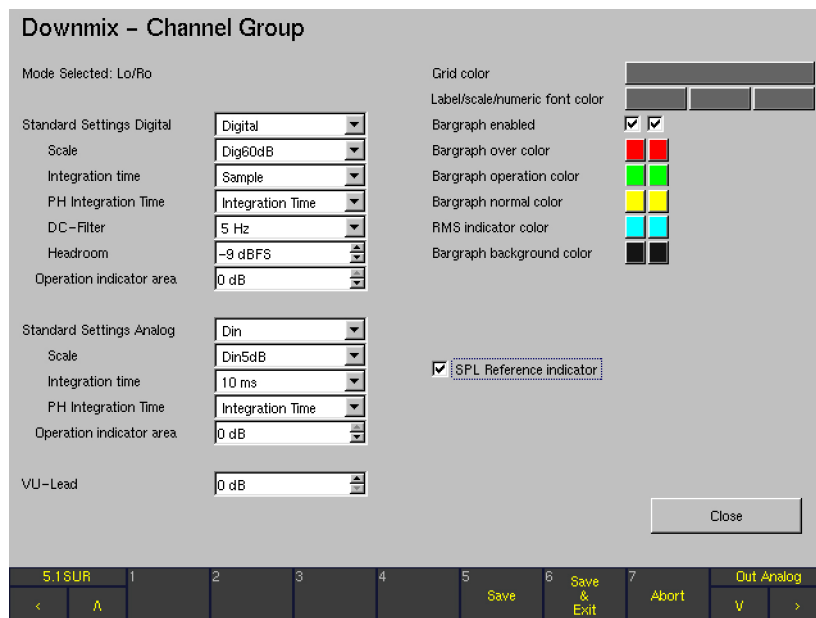 Downmix – Channel Group
Mode Selected: Lo/Ro
Standard Settings Digital Digital
Scale Dig60dB
Integration time Sample
PH Integration Time Integration Time
DC–Filter 5 Hz
Headroom –9 dBFS
Operation indicator area 0 dB
Standard Settings Analog Din
Scale Din5dB
Integration time 10 ms
PH Integration Time Integration Time
Operation indicator area 0 dB
VU–Lead 0 dB
Grid color
Label/scale/numeric font color
Bargraph enabled
Bargraph over color
Bargraph operation color
Bargraph normal color
RMS indicator color
Bargraph background color
SPL Reference indicator
Close
5.1SUR
< Λ
1
2
3
4
5 Save
6 Save
&
Exit
7 Abort
Out Analog
V >